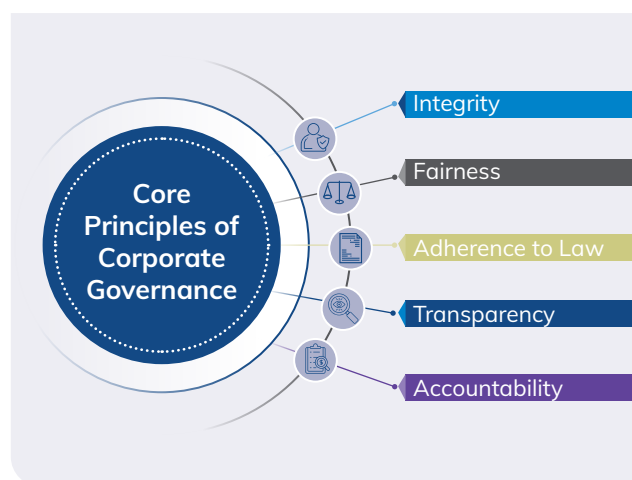 Core
Principles of
Corporate
Governance
Integrity
Fairness
Adherence to Law
Transparency
Accountability